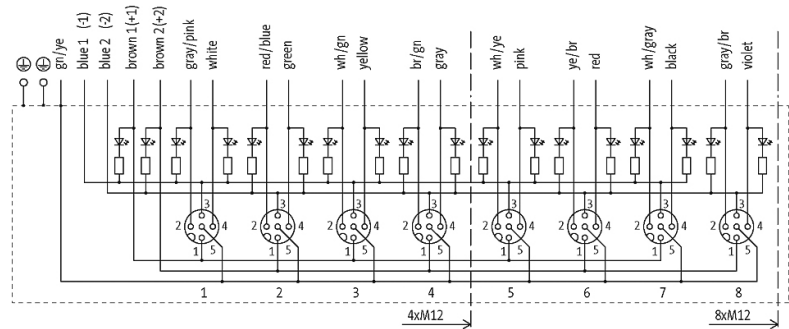 gn/ye
blue 1 (-1)
blue 2 (-2)
brown 1(+1)
brown 2(+2)
gray/pink
white
red/blue
green
wh/gn
yellow
br/gn
gray
wh/ye
pink
ye/br
red
wh/gray
black
gray/br
violet
3 3 3 3 3 3 3 3
2 4 2 4 2 4 2 4 2 4 2 4 2 4 2 4
1 5 1 5 1 5 1 5 1 5 1 5 1 5 1 5
1 2 3 4 5 6 7 8
4xM12 8xM12